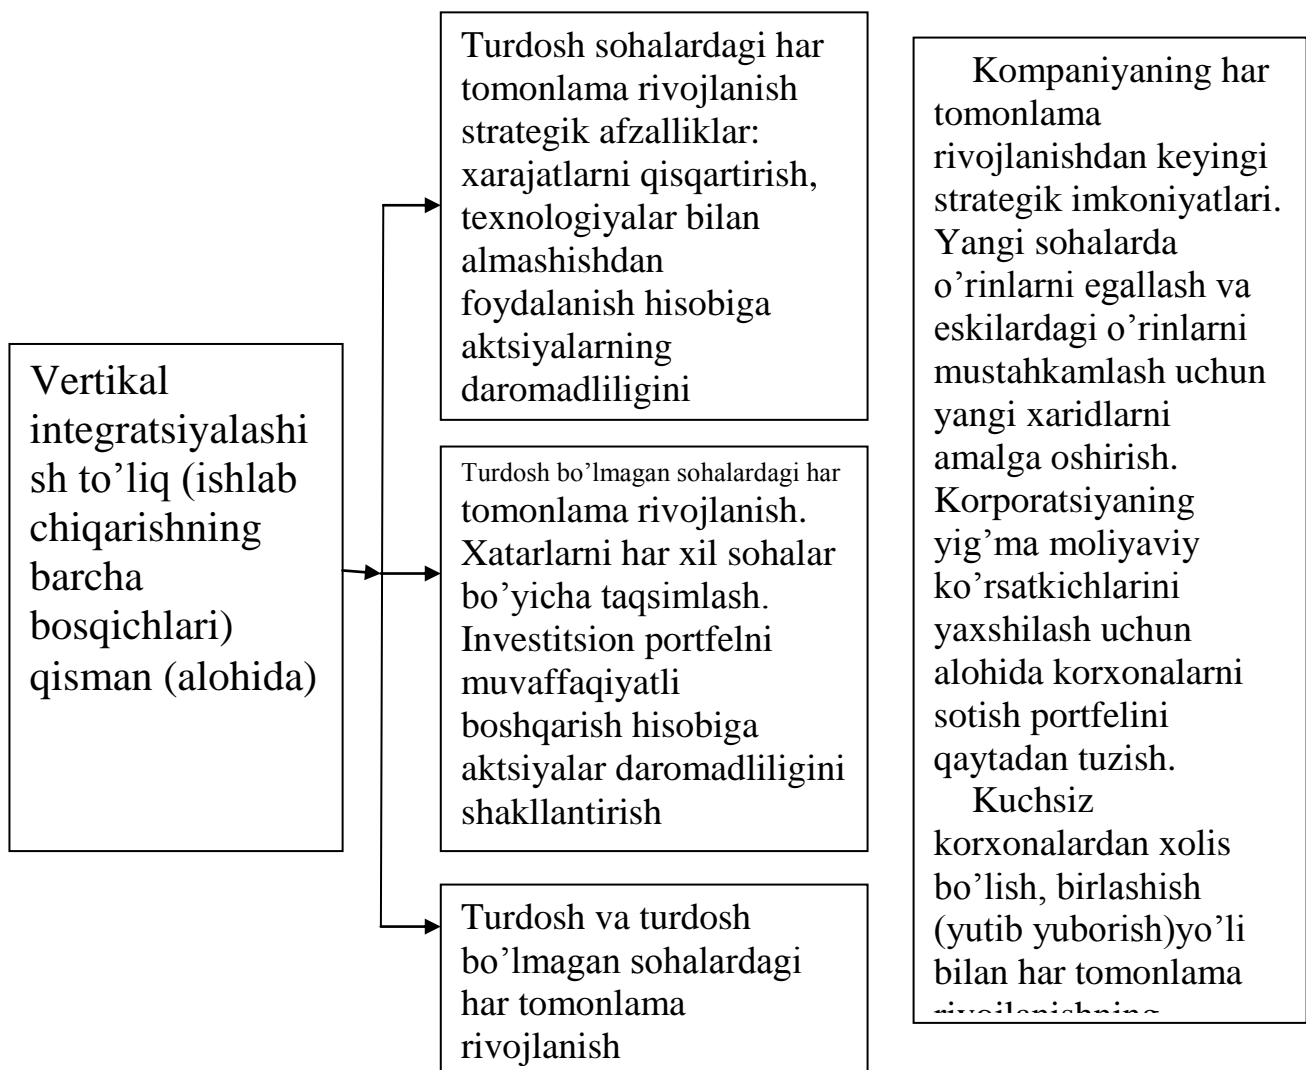 Vertikal
integratsiyalashi
sh to’liq (ishlab
chiqarishning
barcha
bosqichlari)
qisman (alohida)
Turdosh sohalardagi har
tomonlama rivojlanish
strategik afzalliklar:
xarajatlarni qisqartirish,
texnologiyalar bilan
almashishdan
foydalanish hisobiga
aktsiyalarning
daromadliligini
Turdosh bo’lmagan sohalardagi har
tomonlama rivojlanish.
Xatarlarni har xil sohalar
bo’yicha taqsimlash.
Investitsion portfelni
muvaffaqiyatli
boshqarish hisobiga
aktsiyalar daromadliligini
shakllantirish
Turdosh va turdosh
bo’lmagan sohalardagi
har tomonlama
rivojlanish
Kompaniyaning har
tomonlama
rivojlanishdan keyingi
strategik imkoniyatlari.
Yangi sohalarda
o’rinlarni egallash va
eskilardagi o’rinlarni
mustahkamlash uchun
yangi xaridlarni
amalga oshirish.
Korporatsiyaning
yig’ma moliyaviy
ko’rsatkichlarini
yaxshilash uchun
alohida korxonalarni
sotish portfelini
qaytadan tuzish.
Kuchsiz
korxonalardan xolis
bo’lish, birlashish
(yutib yuborish)yo’li
bilan har tomonlama
rivojlanishning